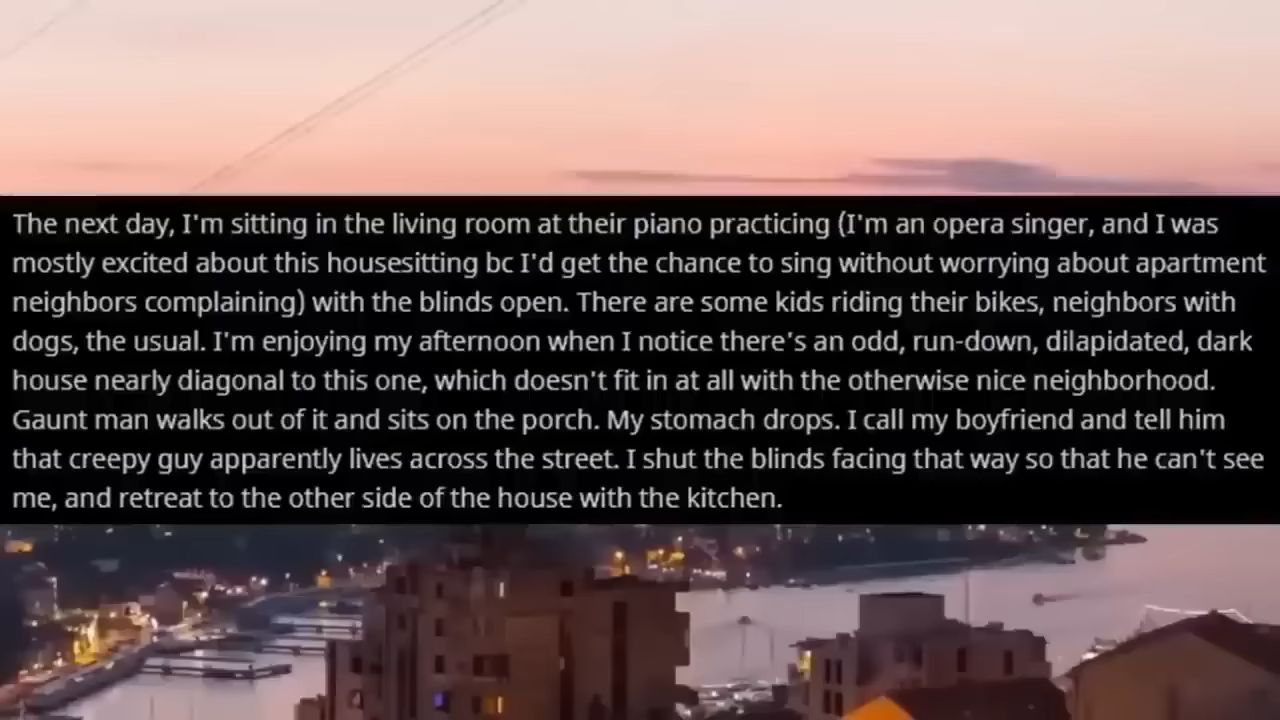 The next day, I'm sitting in the living room at their piano practicing (I'm an opera singer, and I was
mostly excited about this housesitting bc I'd get the chance to sing without worrying about apartment
neighbors complaining) with the blinds open. There are some kids riding their bikes, neighbors with
dogs, the usual. I'm enjoying my afternoon when I notice there's an odd, run-down, dilapidated, dark
house nearly diagonal to this one, which doesn't fit in at all with the otherwise nice neighborhood.
Gaunt man walks out of it and sits on the porch. My stomach drops. I call my boyfriend and tell him
that creepy guy apparently lives across the street. I shut the blinds facing that way so that he can't see
me, and retreat to the other side of the house with the kitchen.